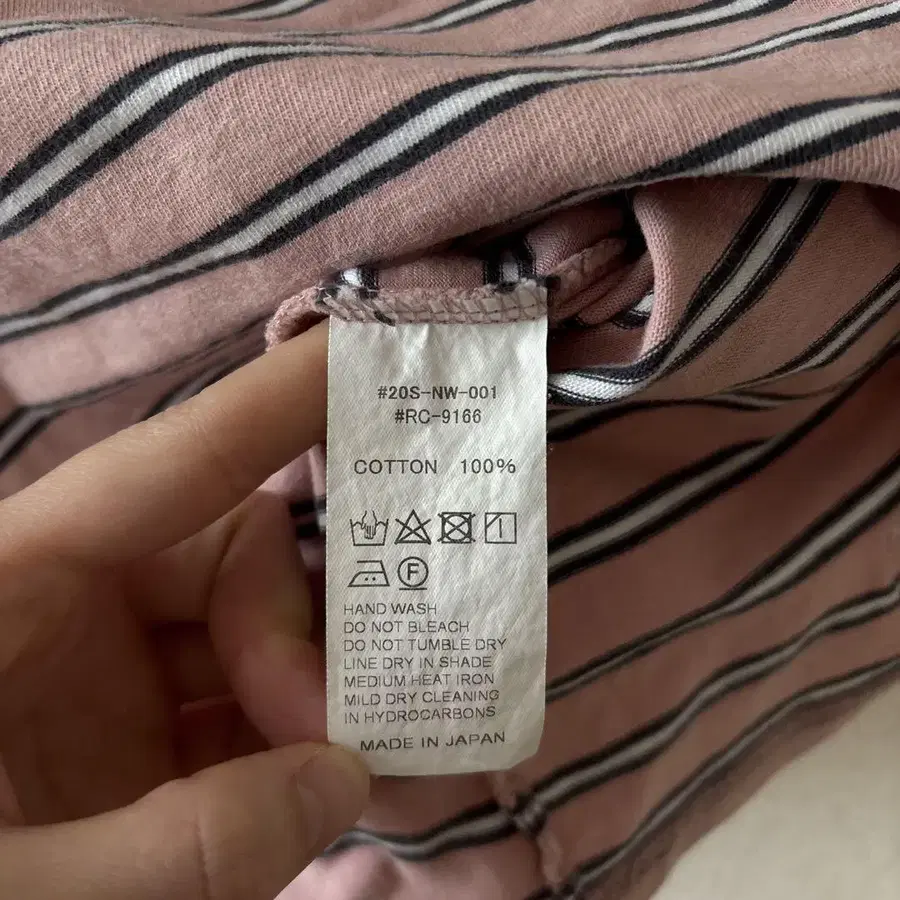 #20S-NW-001
#RC-9166
COTTON 100%
F
HAND WASH
DO NOT BLEACH
DO NOT TUMBLE DRY
LINE DRY IN SHADE
MEDIUM HEAT IRON
MILD DRY CLEANING
IN HYDROCARBONS
MADE IN JAPAN